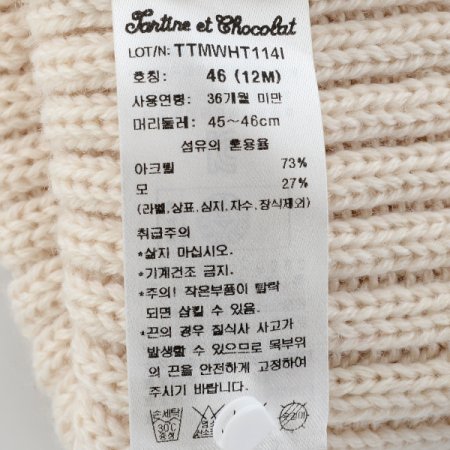 Tartine et Chocolat
LOT/N: TTMWHT114I
호칭: 46 (12M)
사용연령: 36개월 미만
머리둘레: 45~46cm
섬유의 혼용율
아크릴 73%
모 27%
(라벨,상표,심지,자수,장식제외)
취급주의
*삶지 마십시오.
*기계건조 금지.
*주의! 작은부품이 탈락
되면 삼킬 수 있음.
*끈의 경우 질식사 사고가
발생할 수 있으므로 목부위
의 끈을 안전하게 고정하여
주시기 바랍니다.
손세탁
30℃
중성